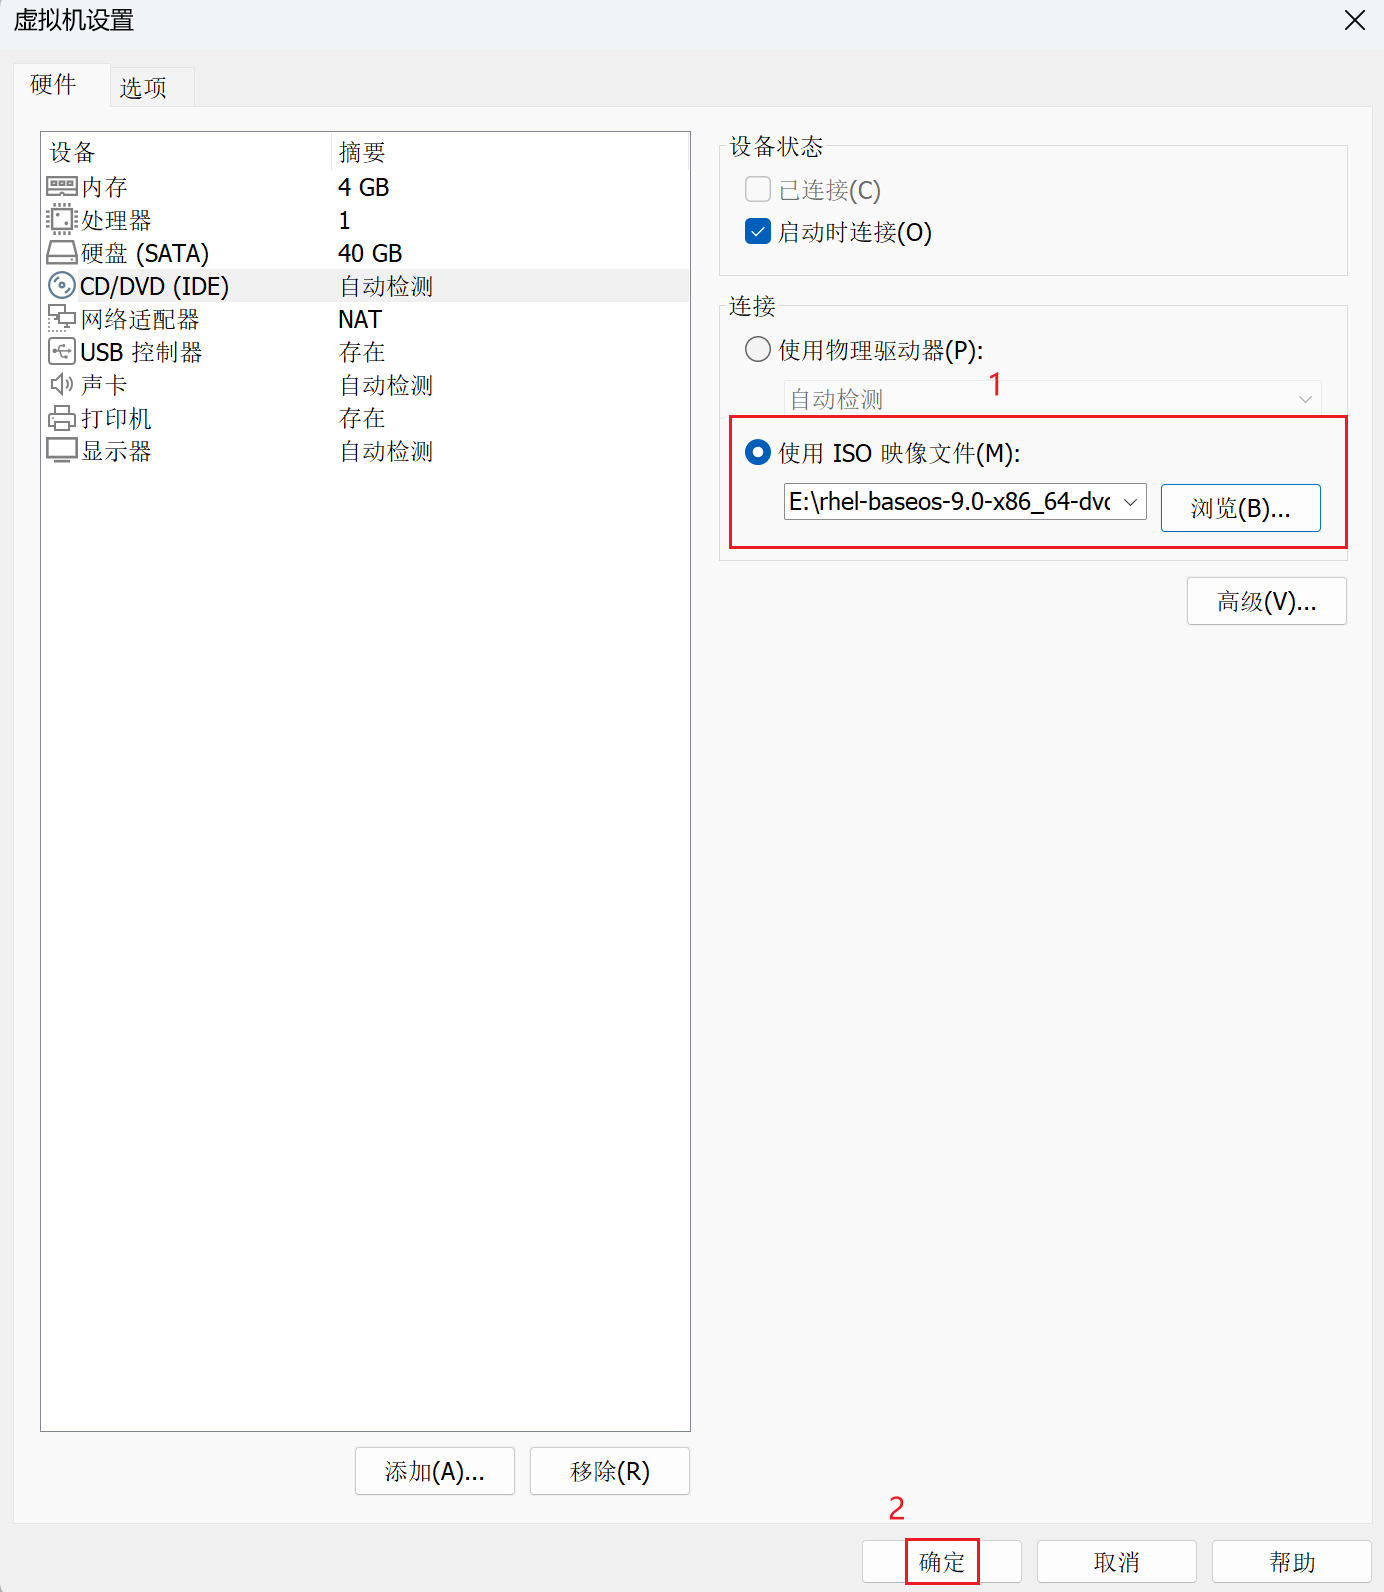 虚拟机设置
硬件 选项
设备 摘要
内存 4 GB
处理器 1
硬盘 (SATA) 40 GB
CD/DVD (IDE) 自动检测
网络适配器 NAT
USB 控制器 存在
声卡 自动检测
打印机 存在
显示器 自动检测
添加(A)... 移除(R)
设备状态
已连接(C)
启动时连接(O)
连接
使用物理驱动器(P):
1
自动检测
使用 ISO 映像文件(M):
E:\rhel-baseos-9.0-x86_64-dvd 浏览(B)...
高级(V)...
2
确定 取消 帮助